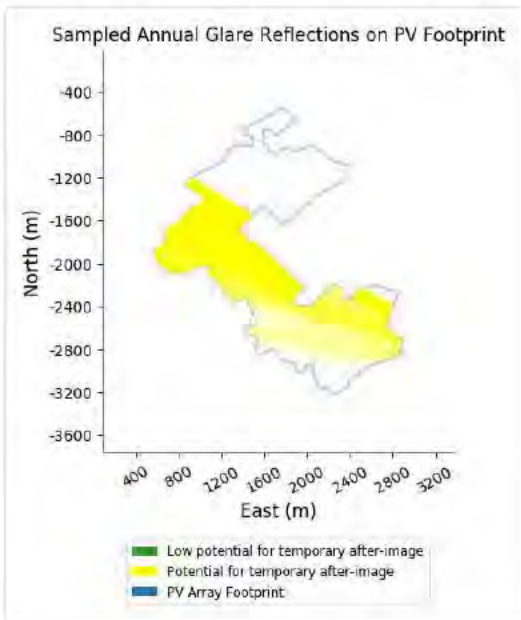 Sampled Annual Glare Reflections on PV Footprint
North (m)
-400
-800
-1200
-1600
-2000
-2400
-2800
-3200
-3600
400
800
1200
1600
2000
2400
2800
3200
East (m)
Low potential for temporary after-image
Potential for temporary after-image
PV Array Footprint